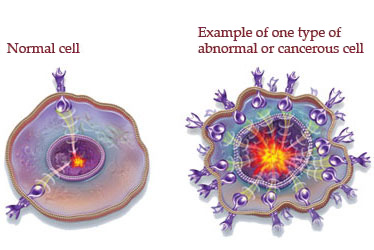 Normal cell
Example of one type of
abnormal or cancerous cell